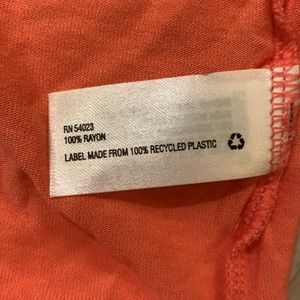 RN 54023
100% RAYON
LABEL MADE FROM 100% RECYCLED PLASTIC